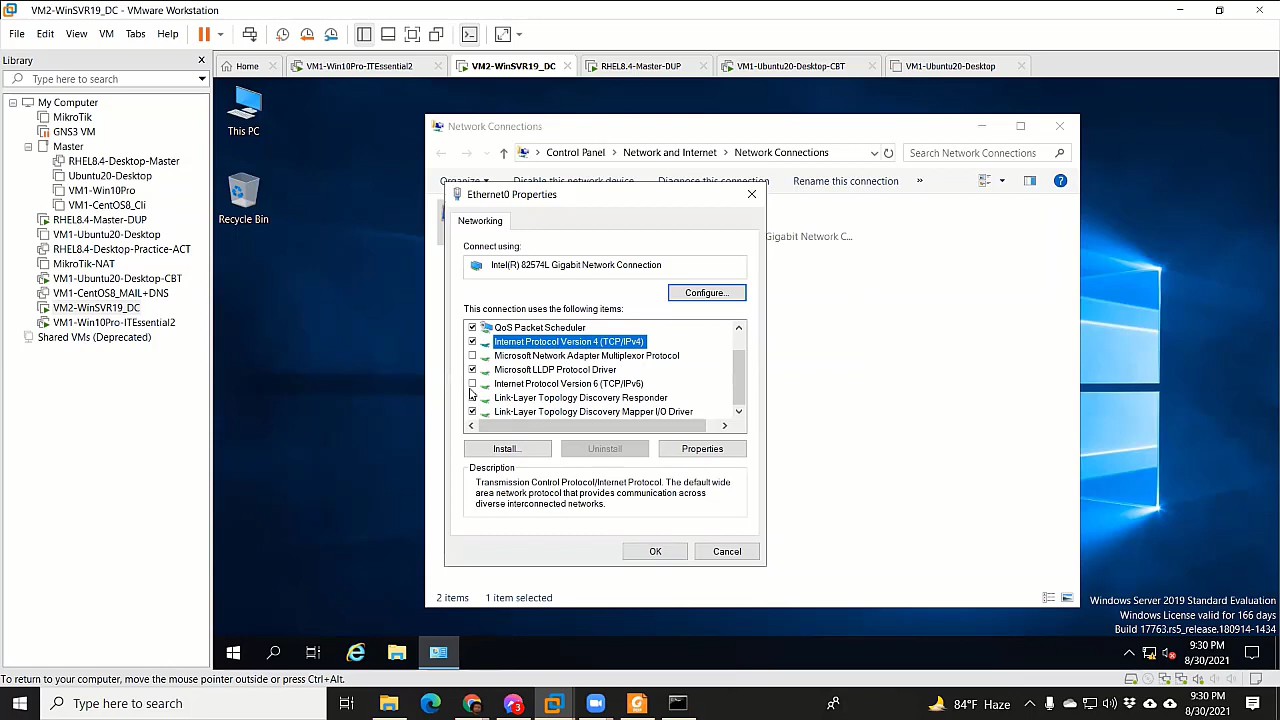 VM2-WinSVR19_DC - VMware Workstation
File Edit View VM Tabs Help
Library
Type here to search
My Computer
MikroTik
GNS3 VM
Master
RHEL8.4-Desktop-Master
Ubuntu20-Desktop
VM1-Win10Pro
VM1-CentOS8_Cli
RHEL8.4-Master-DUP
VM1-Ubuntu20-Desktop
RHEL8.4-Desktop-Practice-ACT
MikroTik-NAT
VM1-Ubuntu20-Desktop-CBT
VM1-CentOS8_MAIL+DNS
VM2-WinSVR19_DC
VM1-Win10Pro-ITEssential2
Shared VMs (Deprecated)
Home VM1-Win10Pro-ITEssential2 VM2-WinSVR19_DC RHEL8.4-Master-DUP VM1-Ubuntu20-Desktop-CBT VM1-Ubuntu20-Desktop
This PC
Recycle Bin
Network Connections
Control Panel Network and Internet Network Connections Search Network Connections
Organize Disable this network device Diagnose this connection Rename this connection »
Gigabit Network C...
Ethernet0 Properties
Networking
Connect using:
Intel(R) 82574L Gigabit Network Connection
Configure...
This connection uses the following items:
QoS Packet Scheduler
Internet Protocol Version 4 (TCP/IPv4)
Microsoft Network Adapter Multiplexor Protocol
Microsoft LLDP Protocol Driver
Internet Protocol Version 6 (TCP/IPv6)
Link-Layer Topology Discovery Responder
Link-Layer Topology Discovery Mapper I/O Driver
Install... Uninstall Properties
Description
Transmission Control Protocol/Internet Protocol. The default wide
area network protocol that provides communication across
diverse interconnected networks.
OK Cancel
2 items 1 item selected
Windows Server 2019 Standard Evaluation
Windows License valid for 166 days
Build 17763.rs5_release.180914-1434
9:30 PM
8/30/2021
To return to your computer, move the mouse pointer outside or press Ctrl+Alt.
Type here to search
3
84°F Haze
9:30 PM
8/30/2021